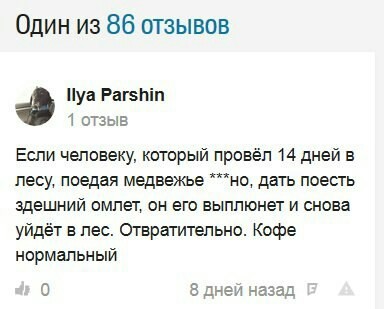 Один из 86 отзывов
Ilya Parshin
1 отзыв
Если человеку, который провёл 14 дней в
лесу, поедая медвежье ***но, дать поесть
здешний омлет, он его выплюнет и снова
уйдёт в лес. Отвратительно. Кофе
нормальный
0
8 дней назад